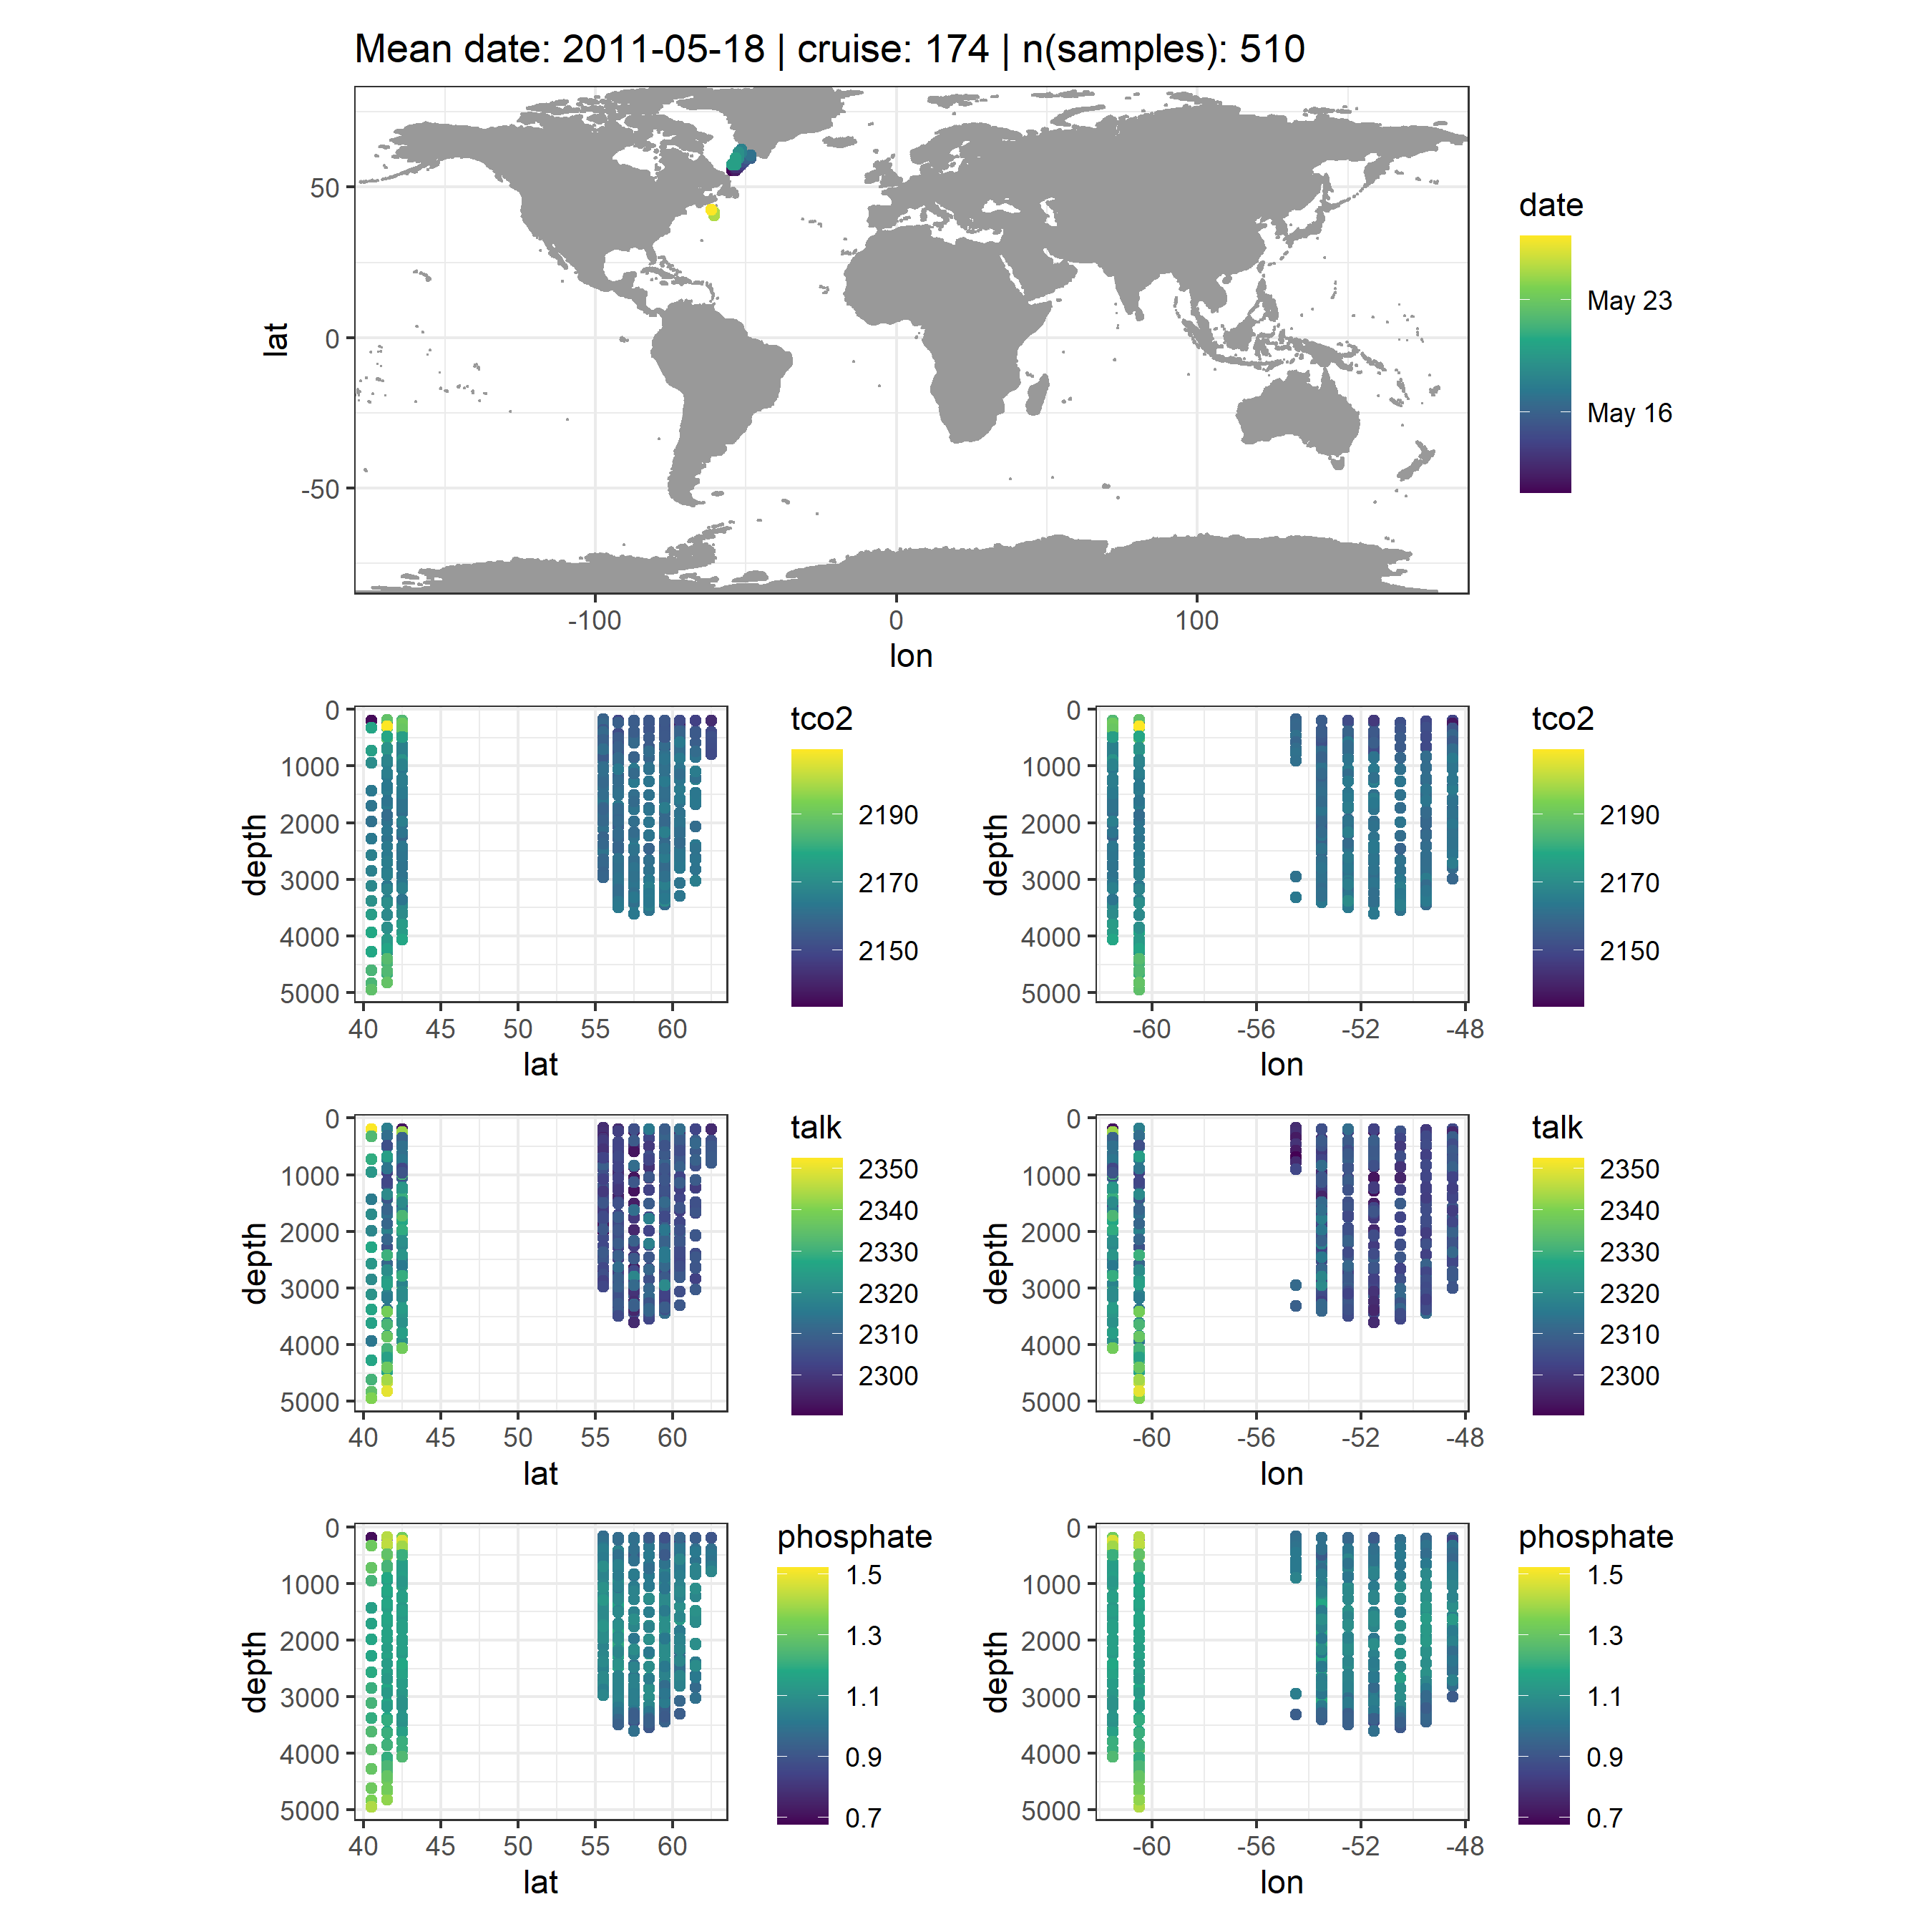 Mean date: 2011-05-18 | cruise: 174 | n(samples): 510
lat
50
0
-50
-100 0 100
lon
date
May 23
May 16
depth
0
1000
2000
3000
4000
5000
40 45 50 55 60
lat
tco2
2190
2170
2150
depth
0
1000
2000
3000
4000
5000
-60 -56 -52 -48
lon
tco2
2190
2170
2150
depth
0
1000
2000
3000
4000
5000
40 45 50 55 60
lat
talk
2350
2340
2330
2320
2310
2300
depth
0
1000
2000
3000
4000
5000
-60 -56 -52 -48
lon
talk
2350
2340
2330
2320
2310
2300
depth
0
1000
2000
3000
4000
5000
40 45 50 55 60
lat
phosphate
1.5
1.3
1.1
0.9
0.7
depth
0
1000
2000
3000
4000
5000
-60 -56 -52 -48
lon
phosphate
1.5
1.3
1.1
0.9
0.7